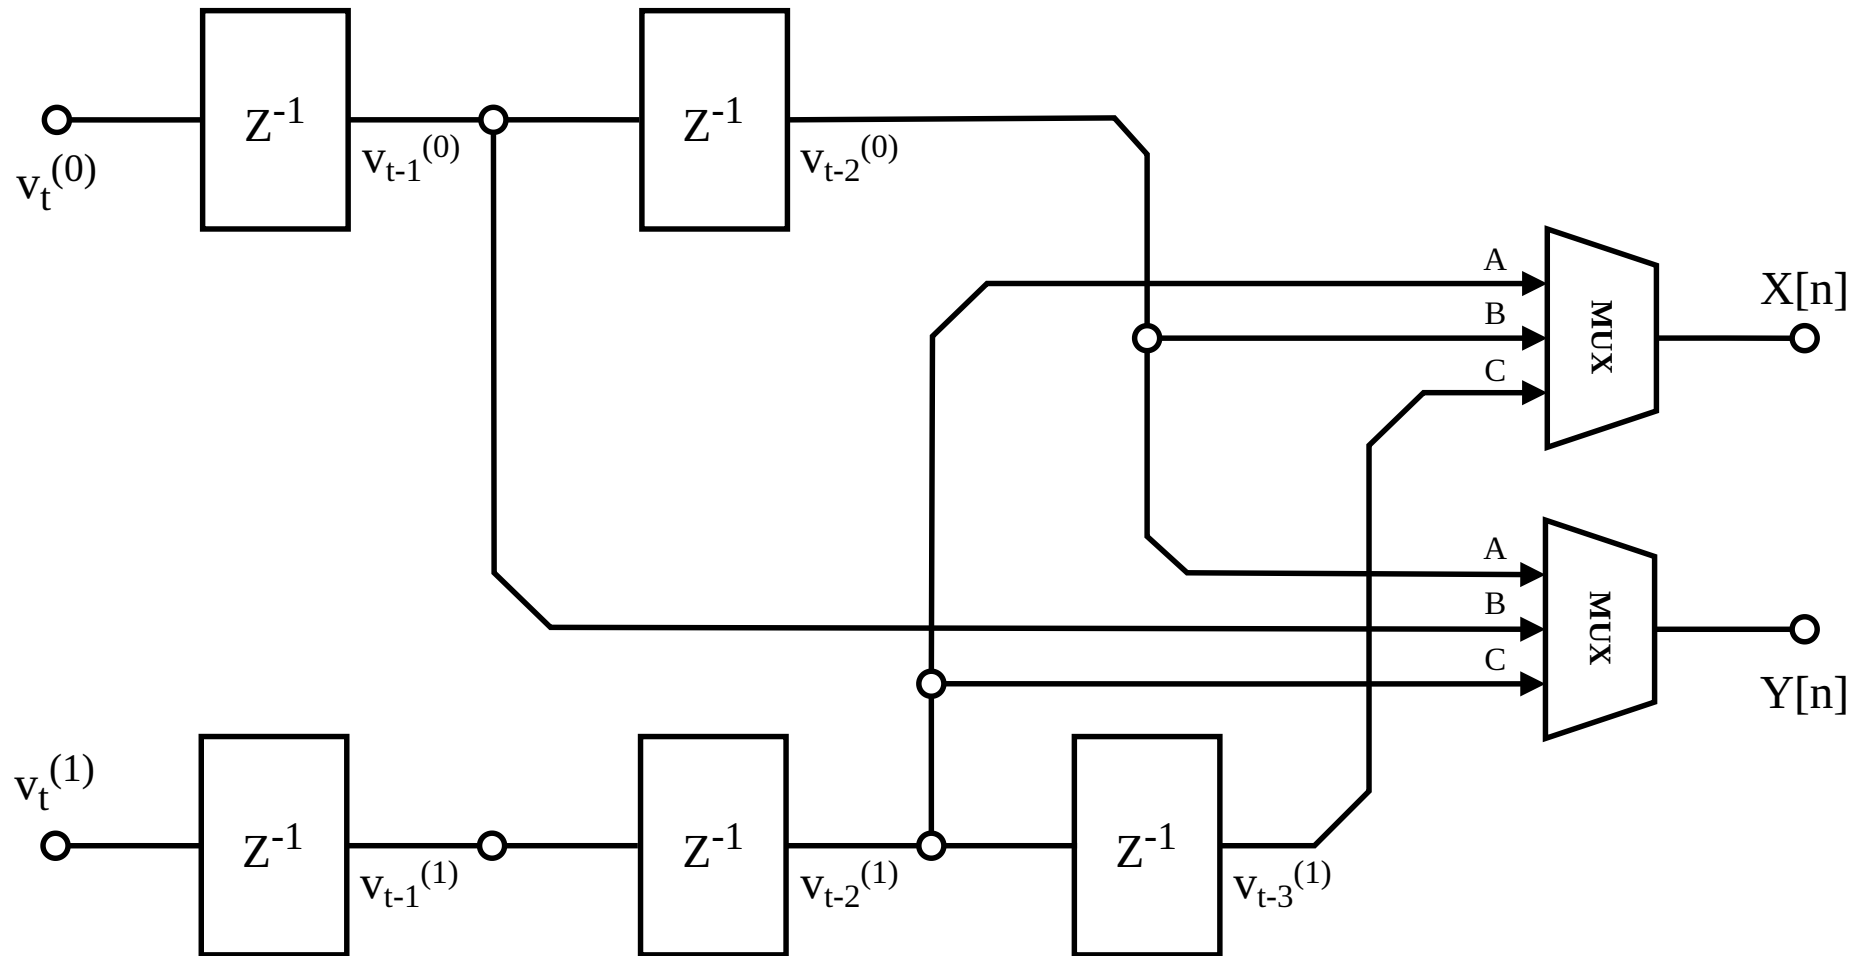 Z⁻¹
Z⁻¹
vₜ⁽⁰⁾
vₜ₋₁⁽⁰⁾
vₜ₋₂⁽⁰⁾
A
B
C
MUX
X[n]
A
B
C
MUX
Y[n]
vₜ⁽¹⁾
Z⁻¹
Z⁻¹
Z⁻¹
vₜ₋₁⁽¹⁾
vₜ₋₂⁽¹⁾
vₜ₋₃⁽¹⁾